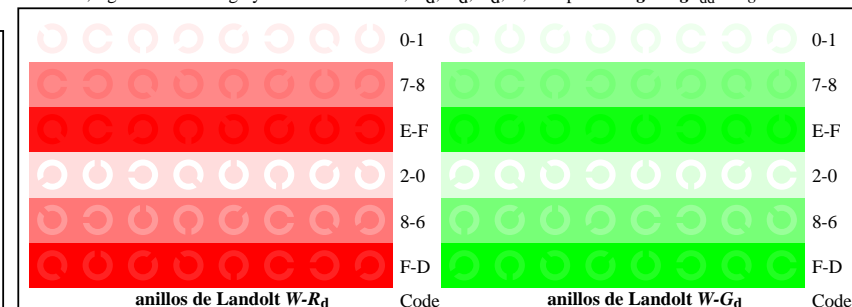 0-1 0-1
7-8 7-8
E-F E-F
2-0 2-0
8-6 8-6
F-D F-D
anillos de Landolt W-Rd Code anillos de Landolt W-Gd Code